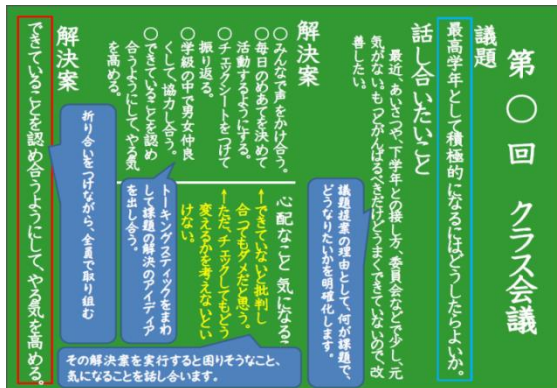 第〇回　クラス会議
議題
最高学年として積極的になるにはどうしたらよいか。
話し合いたいこと
最近、あいさつや、下学年との接し方、委員会などで少し、元
気がない。もっとがんばるべきだけどうまくできていないので、改
善したい。
議題提案の理由として、何が課題で、
どうなりたいかを明確化します。
解決案
〇みんなで声をかけ合う。
〇毎日のめあてを決めて
活動するようにする。
〇チェックシートをつけて
振り返る。
〇学級の中で男女仲良
くして、協力し合う。
〇できていることを認め
合うようにして、やる気
を高める。
心配なこと 気になるこ
←できていないと批判し
合ってもダメだと思う。
←ただ、チェックしてもどう
変えるかを考えないとい
けない。
トーキングスティックをまわ
して課題の解決のアイディア
を出し合う。
その解決案を実行すると困りそうなこと、
気になることを話し合います。
折り合いをつけながら、全員で取り組む
解決案
できていることを認め合うようにして、やる気を高める。